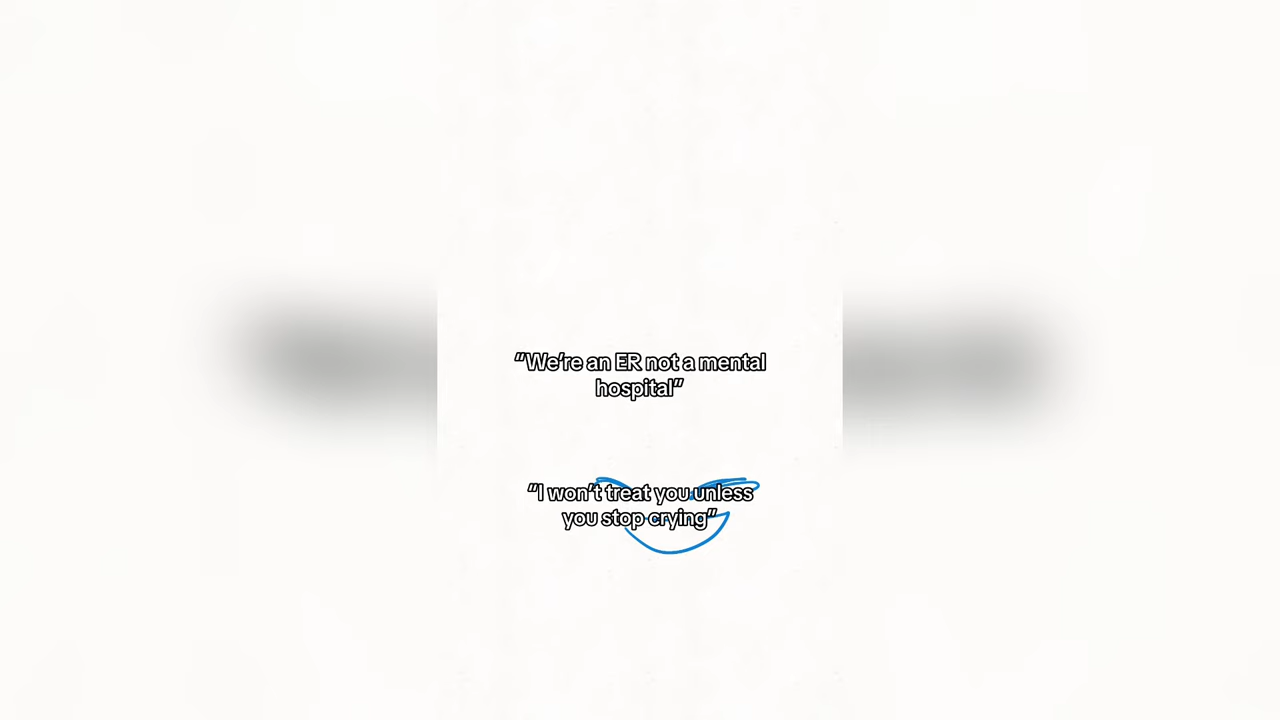 “We’re an ER not a mental
hospital”
“I won’t treat you unless
you stop crying”